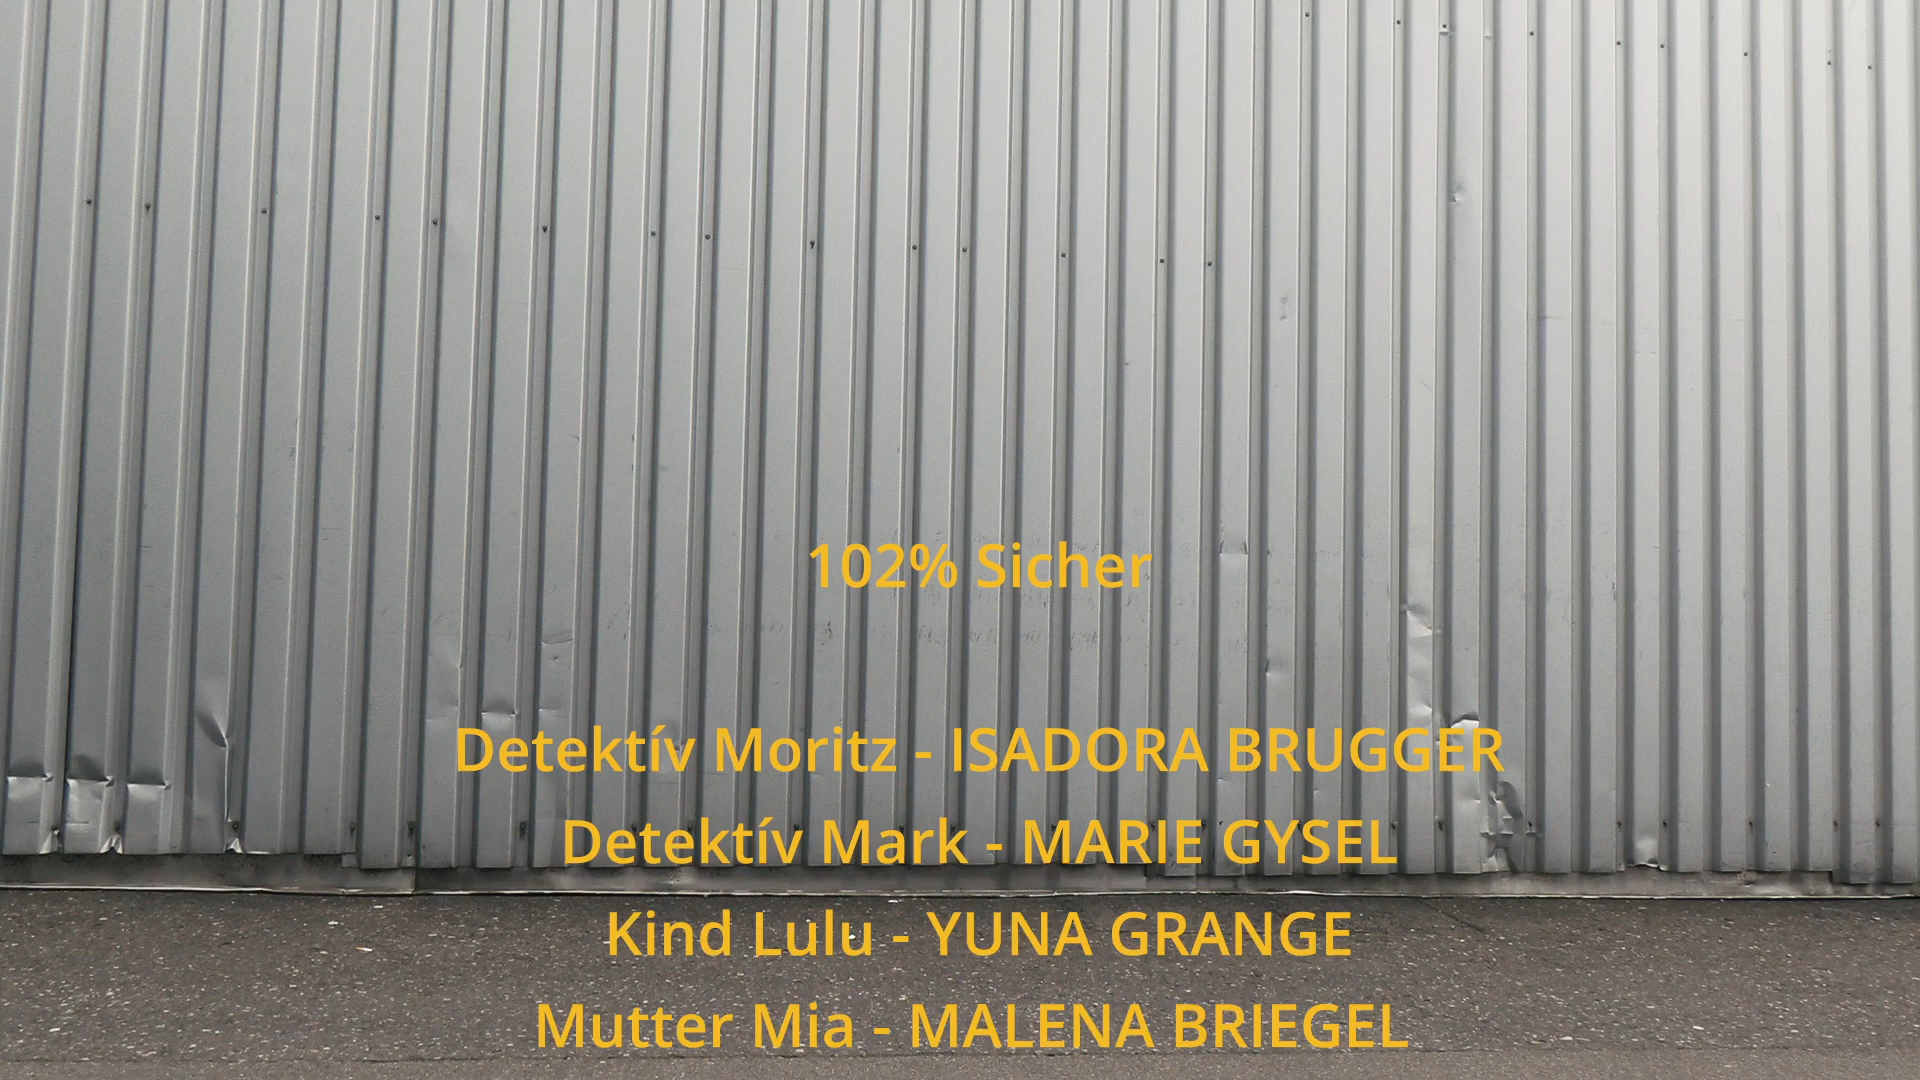 102% Sicher
Detektív Moritz - ISADORA BRUGGER
Detektív Mark - MARIE GYSEL
Kind Lulu - YUNA GRANGE
Mutter Mia - MALENA BRIEGEL